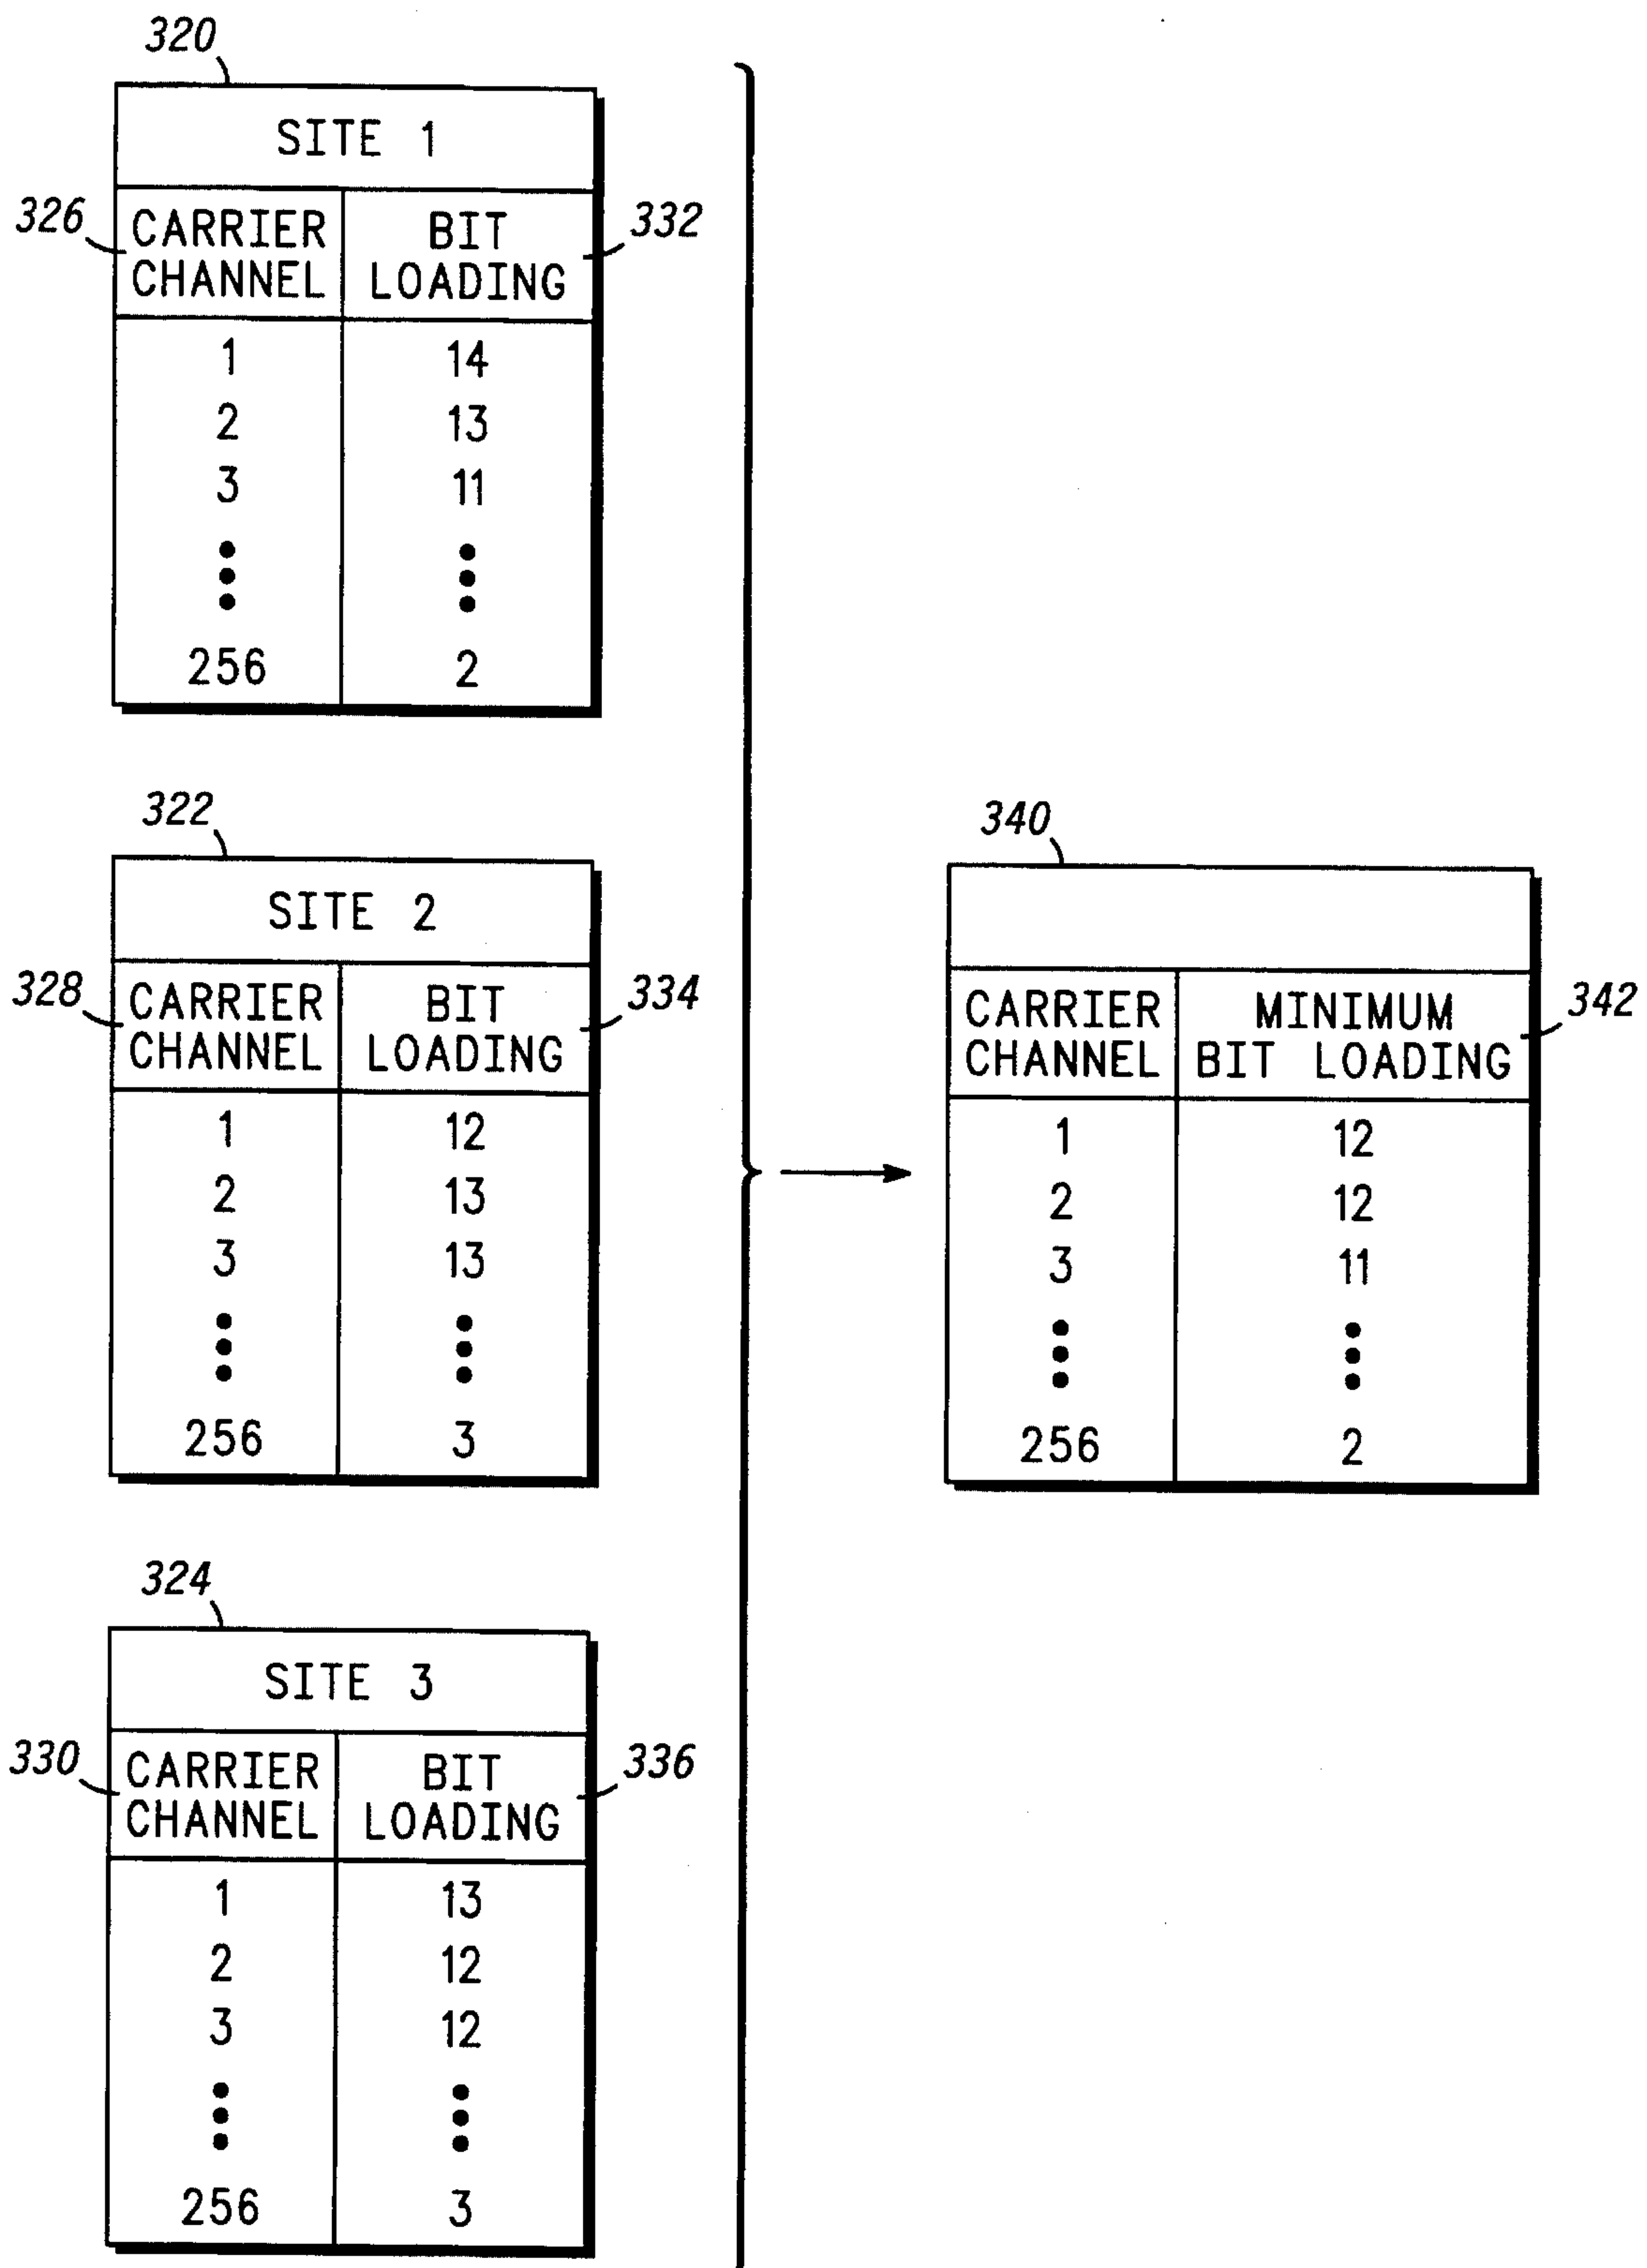 320
SITE 1
326 CARRIER CHANNEL BIT LOADING 332
1 14
2 13
3 11
256 2
322
SITE 2
328 CARRIER CHANNEL BIT LOADING 334
1 12
2 13
3 13
256 3
324
SITE 3
330 CARRIER CHANNEL BIT LOADING 336
1 13
2 12
3 12
256 3
340
CARRIER CHANNEL MINIMUM BIT LOADING 342
1 12
2 12
3 11
256 2